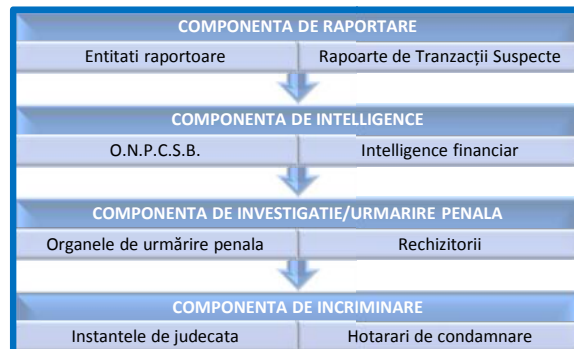 COMPONENTA DE RAPORTARE
Entitati raportoare Rapoarte de Tranzacții Suspecte
COMPONENTA DE INTELLIGENCE
O.N.P.C.S.B. Intelligence financiar
COMPONENTA DE INVESTIGATIE/URMARIRE PENALA
Organele de urmărire penala Rechizitorii
COMPONENTA DE INCRIMINARE
Instantele de judecata Hotarari de condamnare